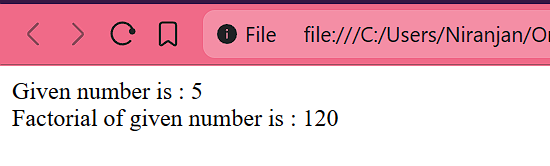 File file:///C:/Users/Niranjan/O
Given number is : 5
Factorial of given number is : 120